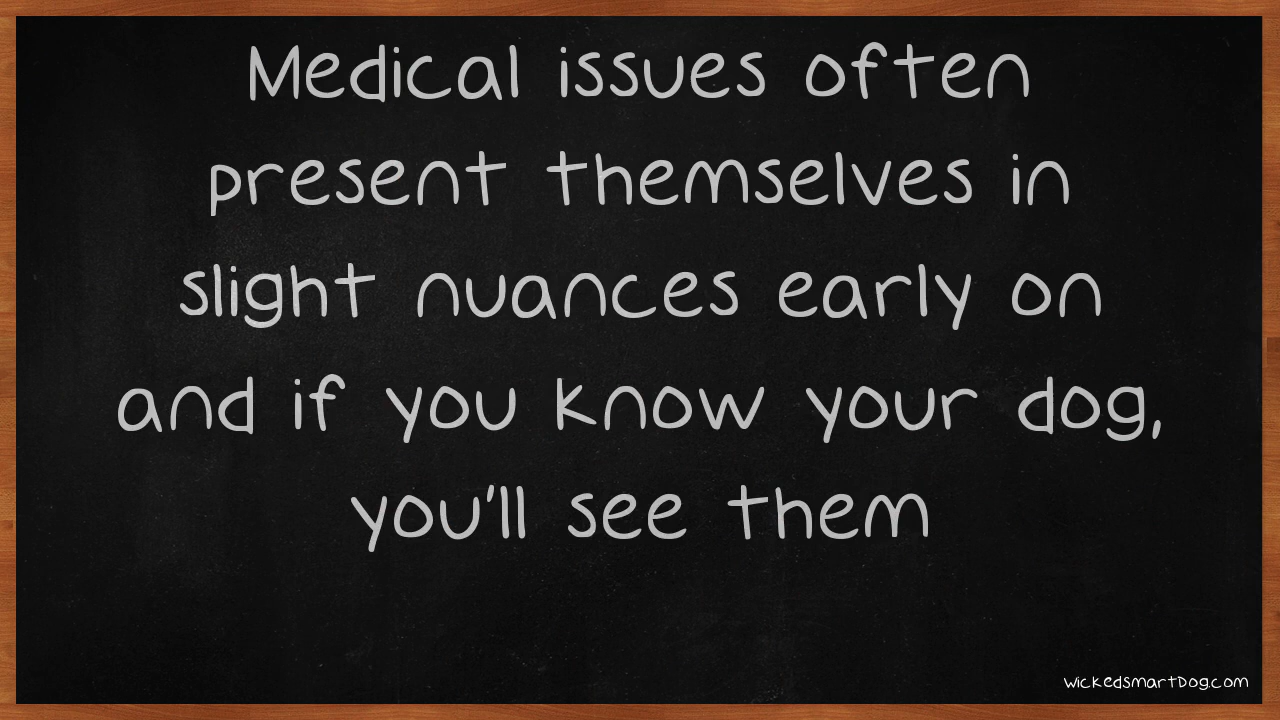 Medical issues often
present themselves in
slight nuances early on
and if you know your dog,
you'll see them
wickedsmartDog.com